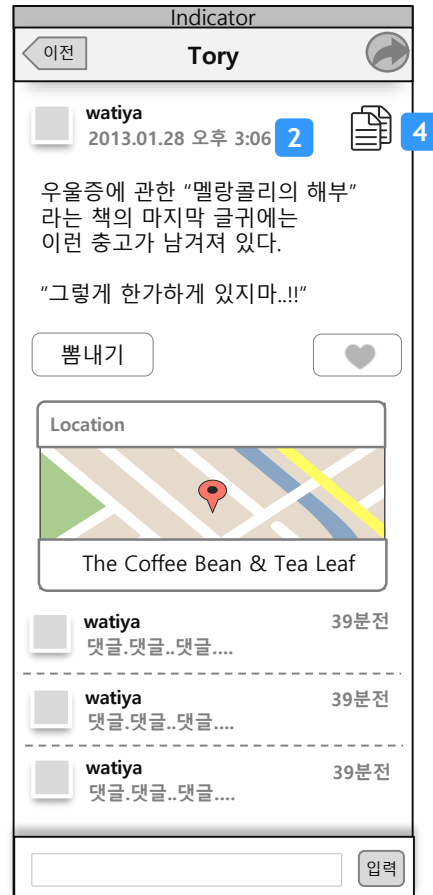 Indicator
이전
Tory
watiya
2013.01.28 오후 3:06
2
4
우울증에 관한 “멜랑콜리의 해부”
라는 책의 마지막 글귀에는
이런 충고가 남겨져 있다.
“그렇게 한가하게 있지마..!!“
뽐내기
Location
The Coffee Bean & Tea Leaf
watiya
39분전
댓글.댓글..댓글....
watiya
39분전
댓글.댓글..댓글....
watiya
39분전
댓글.댓글..댓글....
입력